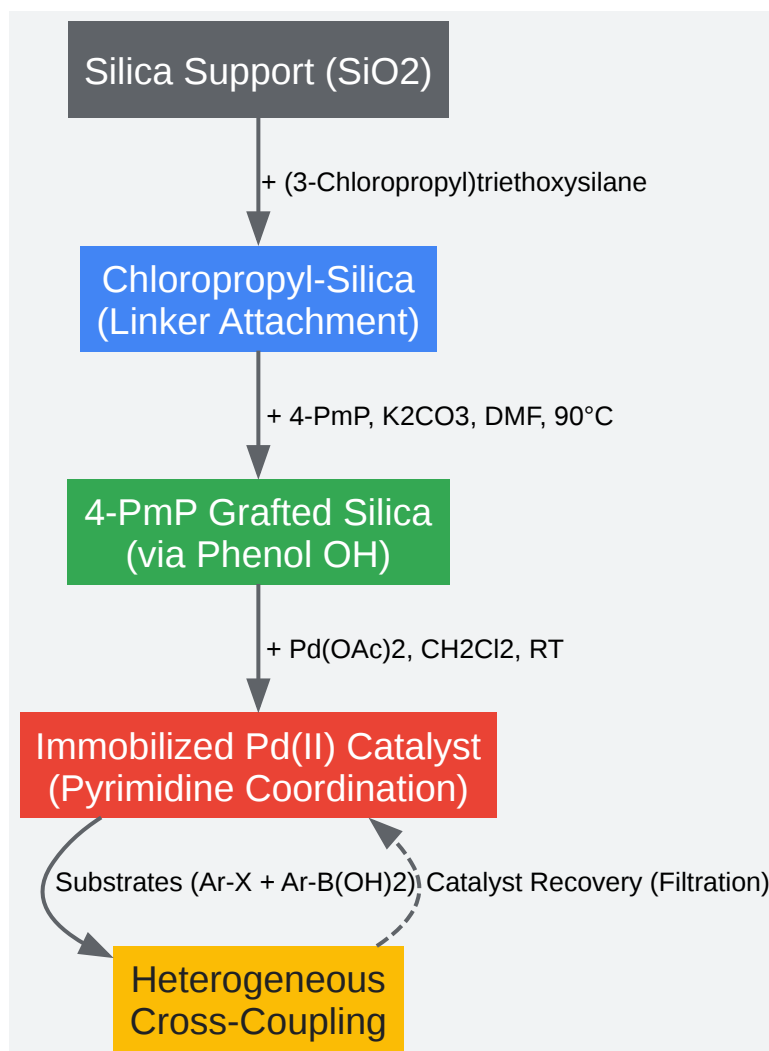 Silica Support (SiO2)
+ (3-Chloropropyl)triethoxysilane
Chloropropyl-Silica
(Linker Attachment)
+ 4-PmP, K2CO3, DMF, 90°C
4-PmP Grafted Silica
(via Phenol OH)
+ Pd(OAc)2, CH2Cl2, RT
Immobilized Pd(II) Catalyst
(Pyrimidine Coordination)
Substrates (Ar-X + Ar-B(OH)2)
Catalyst Recovery (Filtration)
Heterogeneous
Cross-Coupling